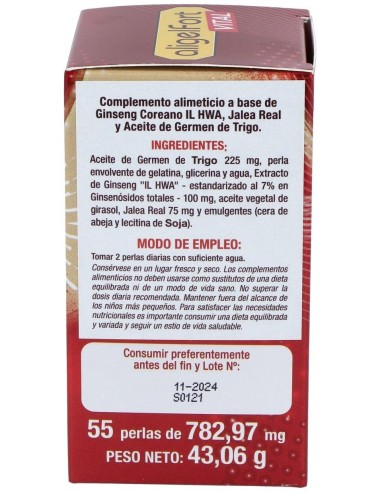 aligelFort
VITAL
Complemento alimeticio a base de
Ginseng Coreano IL HWA, Jalea Real
y Aceite de Germen de Trigo.
INGREDIENTES:
Aceite de Germen de Trigo 225 mg, perla
envolvente de gelatina, glicerina y agua, Extracto
de Ginseng "IL HWA" - estandarizado al 7% en
Ginsenósidos totales - 100 mg, aceite vegetal de
girasol, Jalea Real 75 mg y emulgentes (cera de
abeja y lecitina de Soja).
MODO DE EMPLEO:
Tomar 2 perlas diarias con suficiente agua.
Consérvese en un lugar fresco y seco. Los complementos
alimenticios no deben usarse como sustitutos de una dieta
equilibrada ni de un modo de vida sano. No superar la
dosis diaria recomendada. Mantener fuera del alcance de
los niños más pequeños. Para satisfacer las necesidades
nutricionales es importante consumir una dieta equilibrada
y variada y seguir un estio de vida saludable.
Consumir preferentemente
antes del fin y Lote Nº:
11-2024
S0121
55 perlas de 782,97 mg
PESO NETO: 43,06 g